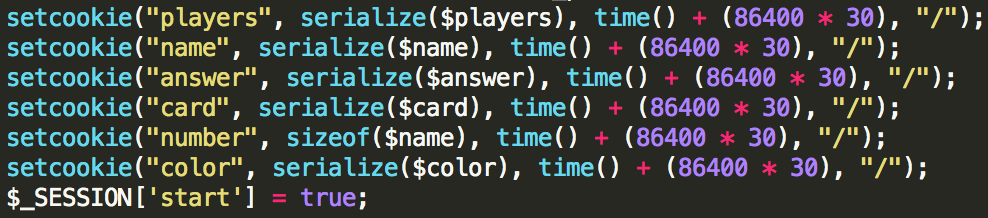 setcookie("players", serialize($players), time() + (86400 * 30), "/");
setcookie("name", serialize($name), time() + (86400 * 30), "/");
setcookie("answer", serialize($answer), time() + (86400 * 30), "/");
setcookie("card", serialize($card), time() + (86400 * 30), "/");
setcookie("number", sizeof($name), time() + (86400 * 30), "/");
setcookie("color", serialize($color), time() + (86400 * 30), "/");
$_SESSION['start'] = true;